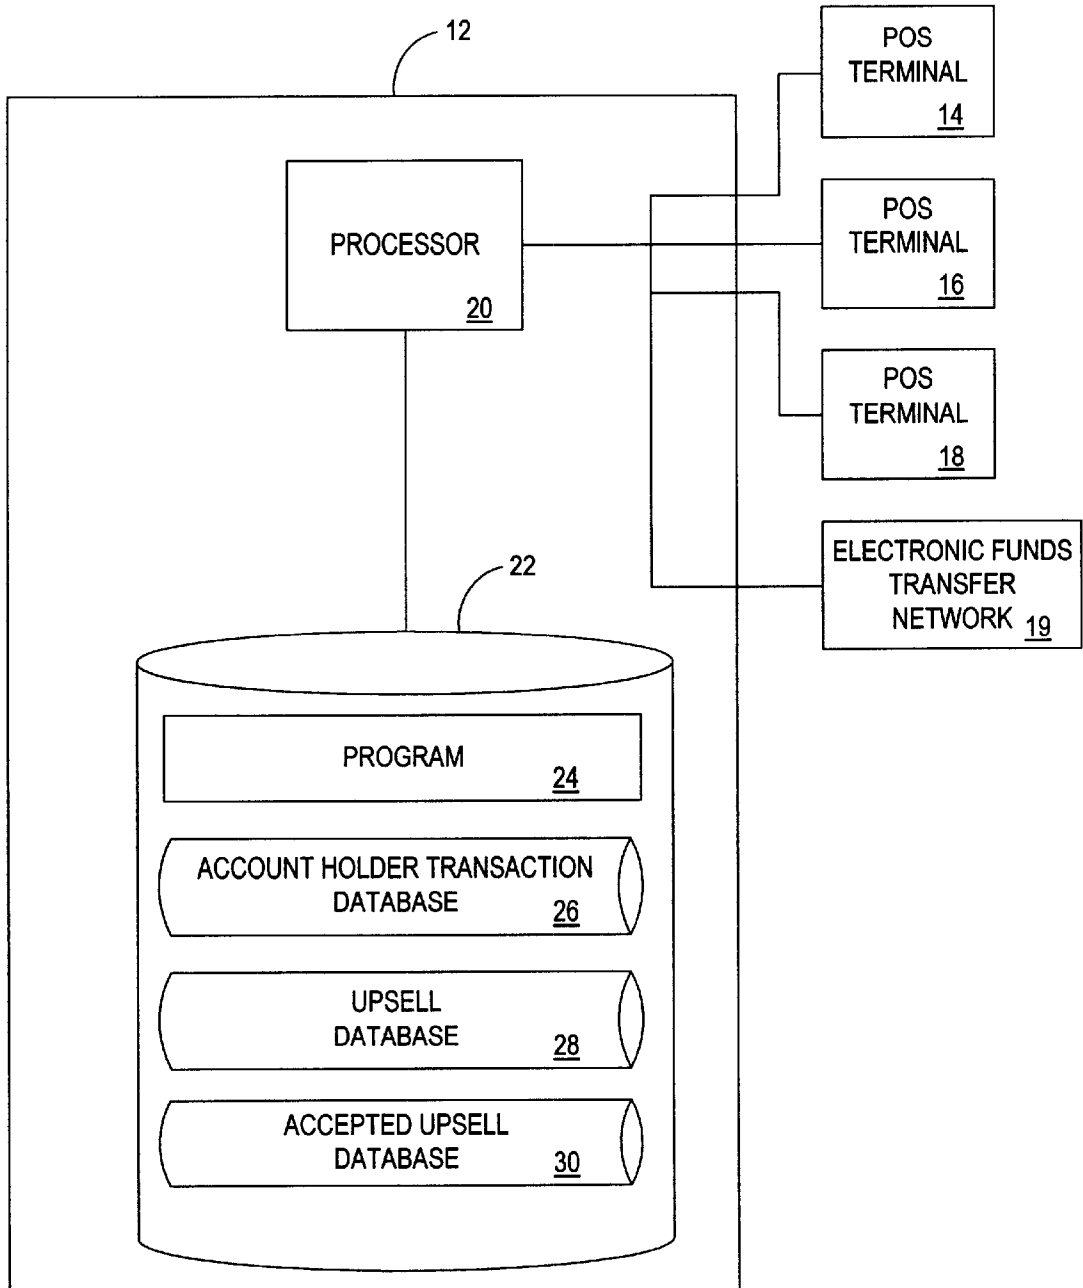 12
POS
TERMINAL
14
PROCESSOR
20
POS
TERMINAL
16
POS
TERMINAL
18
ELECTRONIC FUNDS
TRANSFER
NETWORK 19
22
PROGRAM
24
ACCOUNT HOLDER TRANSACTION
DATABASE 26
UPSELL
DATABASE 28
ACCEPTED UPSELL
DATABASE 30